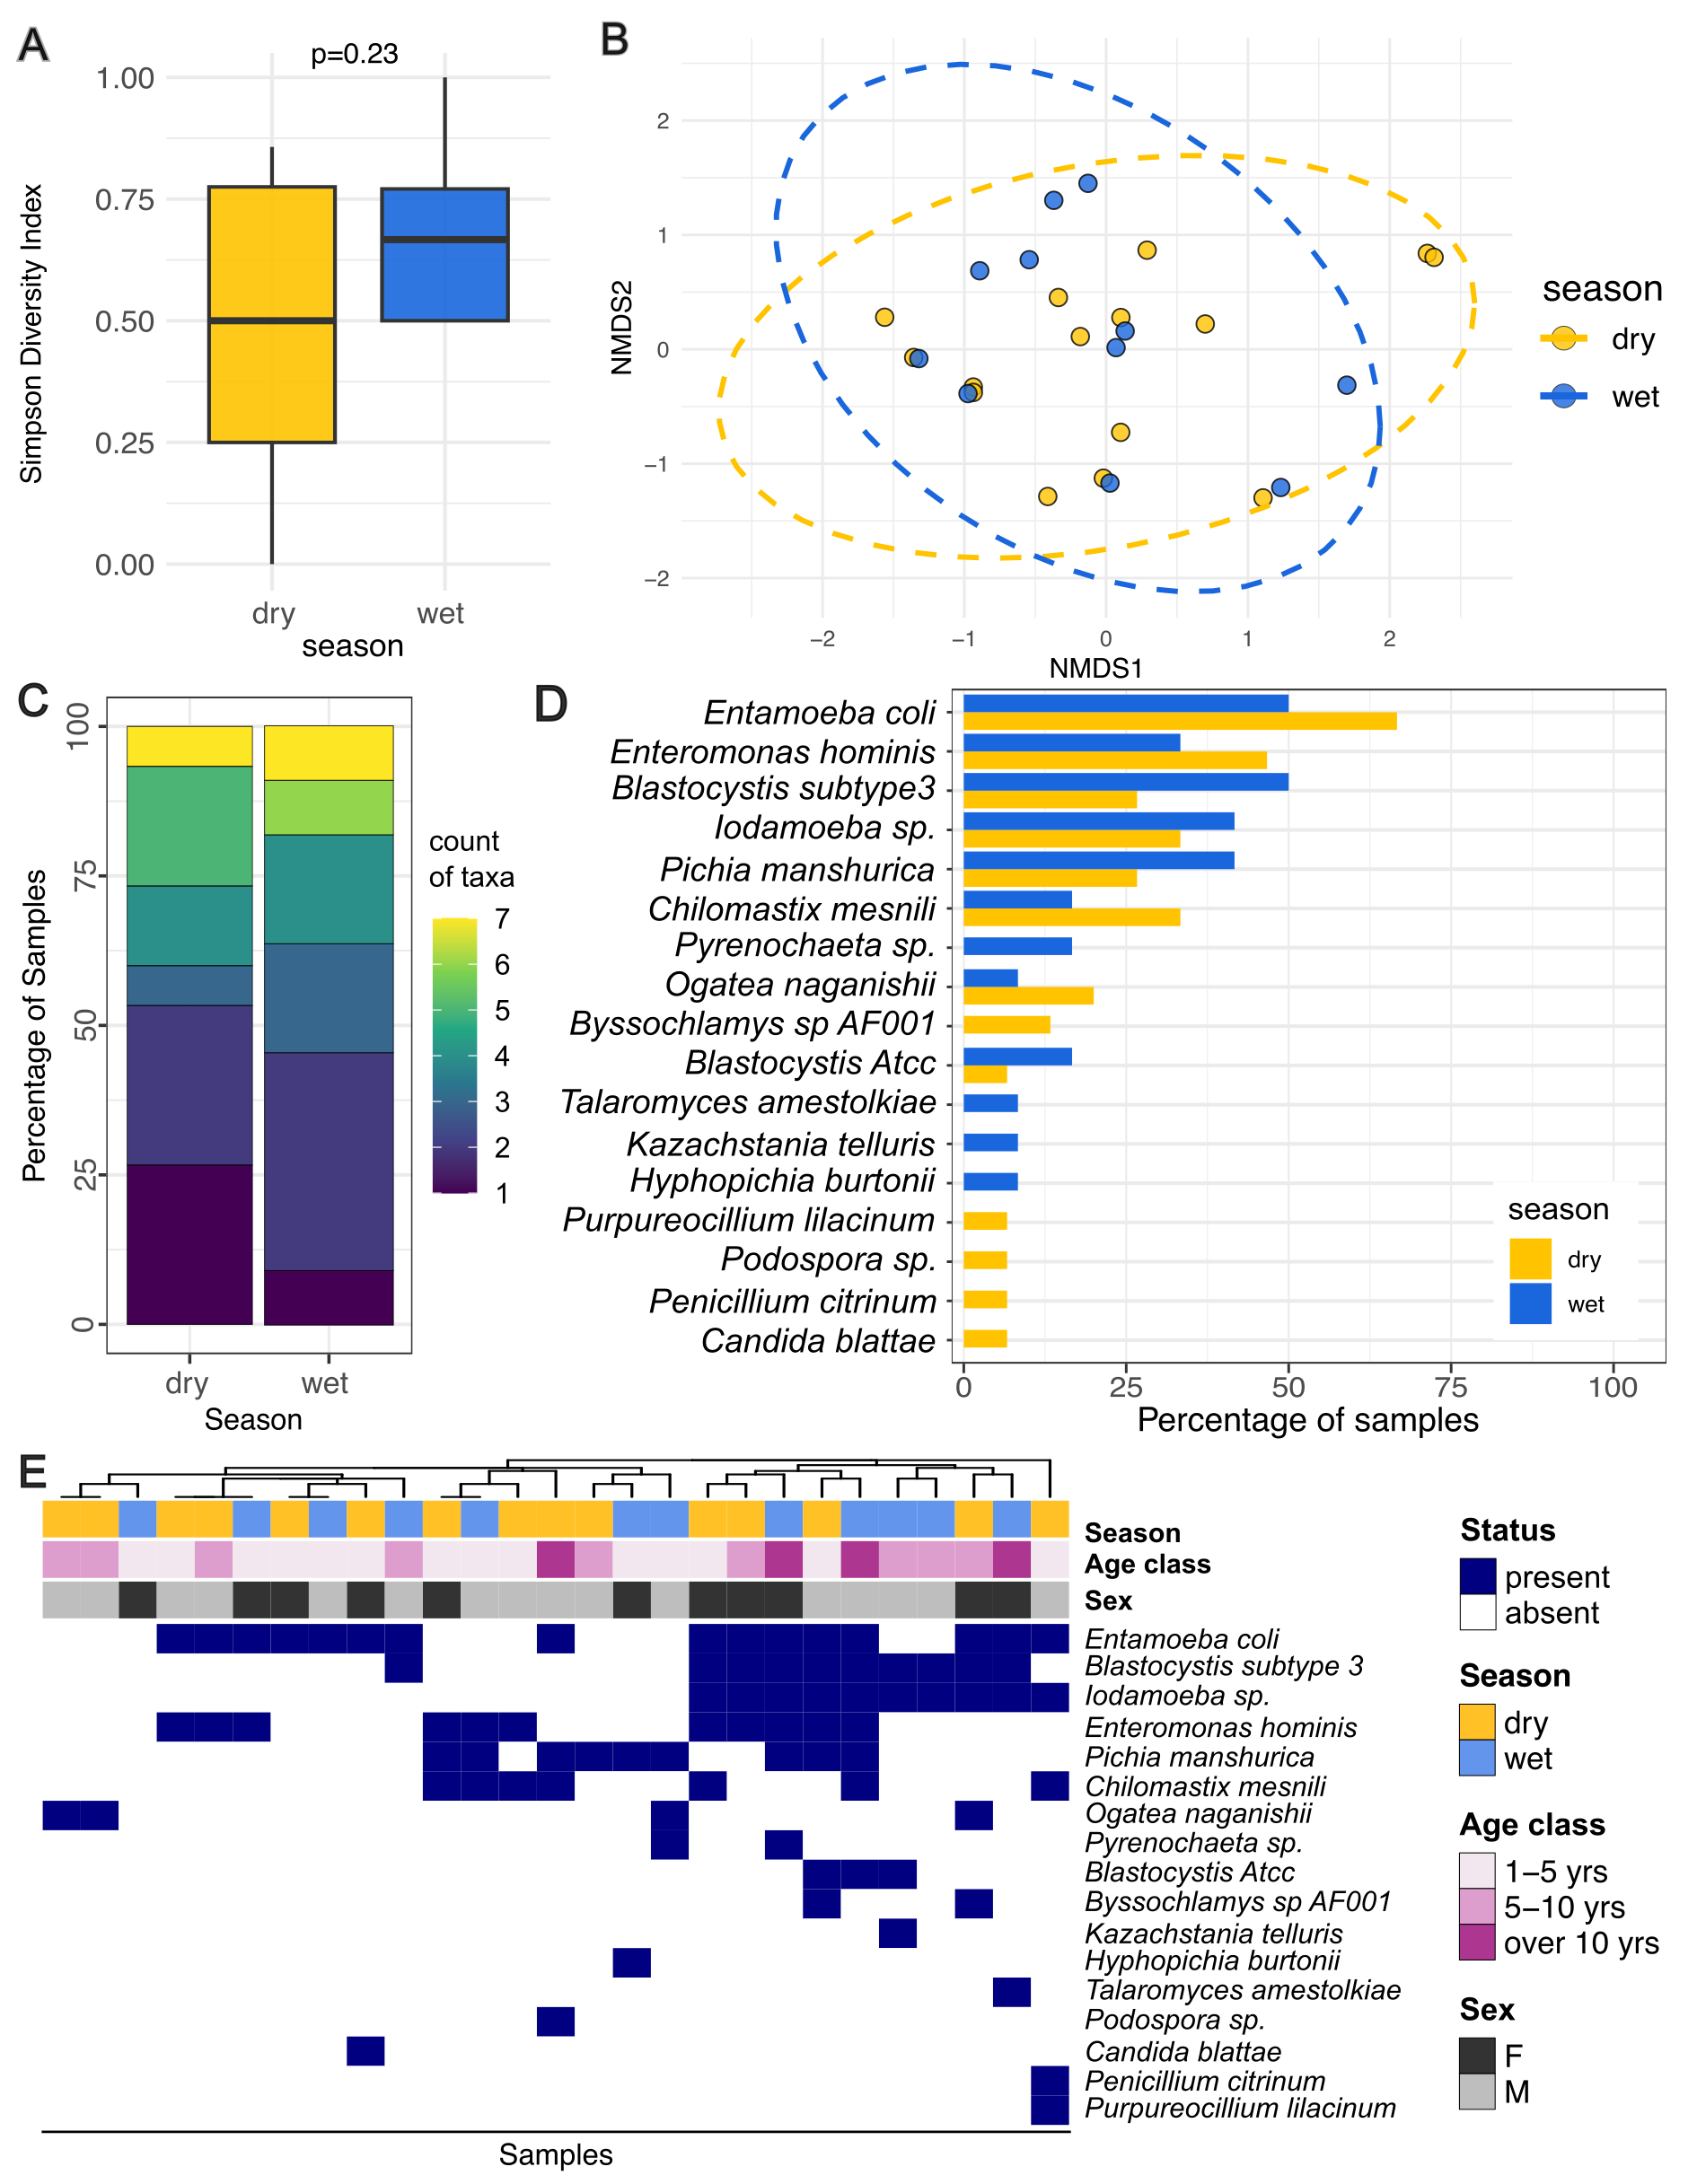 A
p=0.23
1.00
0.75
0.50
0.25
0.00
Simpson Diversity Index
dry
wet
season
B
2
1
0
−1
−2
NMDS2
−2
−1
0
1
2
NMDS1
season
dry
wet
C
100
75
50
25
0
Percentage of Samples
dry
wet
Season
count
of taxa
7
6
5
4
3
2
1
D
Entamoeba coli
Enteromonas hominis
Blastocystis subtype3
Iodamoeba sp.
Pichia manshurica
Chilomastix mesnili
Pyrenochaeta sp.
Ogatea naganishii
Byssochlamys sp AF001
Blastocystis Atcc
Talaromyces amestolkiae
Kazachstania telluris
Hyphopichia burtonii
Purpureocillium lilacinum
Podospora sp.
Penicillium citrinum
Candida blattae
0
25
50
75
100
Percentage of samples
season
dry
wet
E
Season
Age class
Sex
Entamoeba coli
Blastocystis subtype 3
Iodamoeba sp.
Enteromonas hominis
Pichia manshurica
Chilomastix mesnili
Ogatea naganishii
Pyrenochaeta sp.
Blastocystis Atcc
Byssochlamys sp AF001
Kazachstania telluris
Hyphopichia burtonii
Talaromyces amestolkiae
Podospora sp.
Candida blattae
Penicillium citrinum
Purpureocillium lilacinum
Samples
Status
present
absent
Season
dry
wet
Age class
1−5 yrs
5−10 yrs
over 10 yrs
Sex
F
M